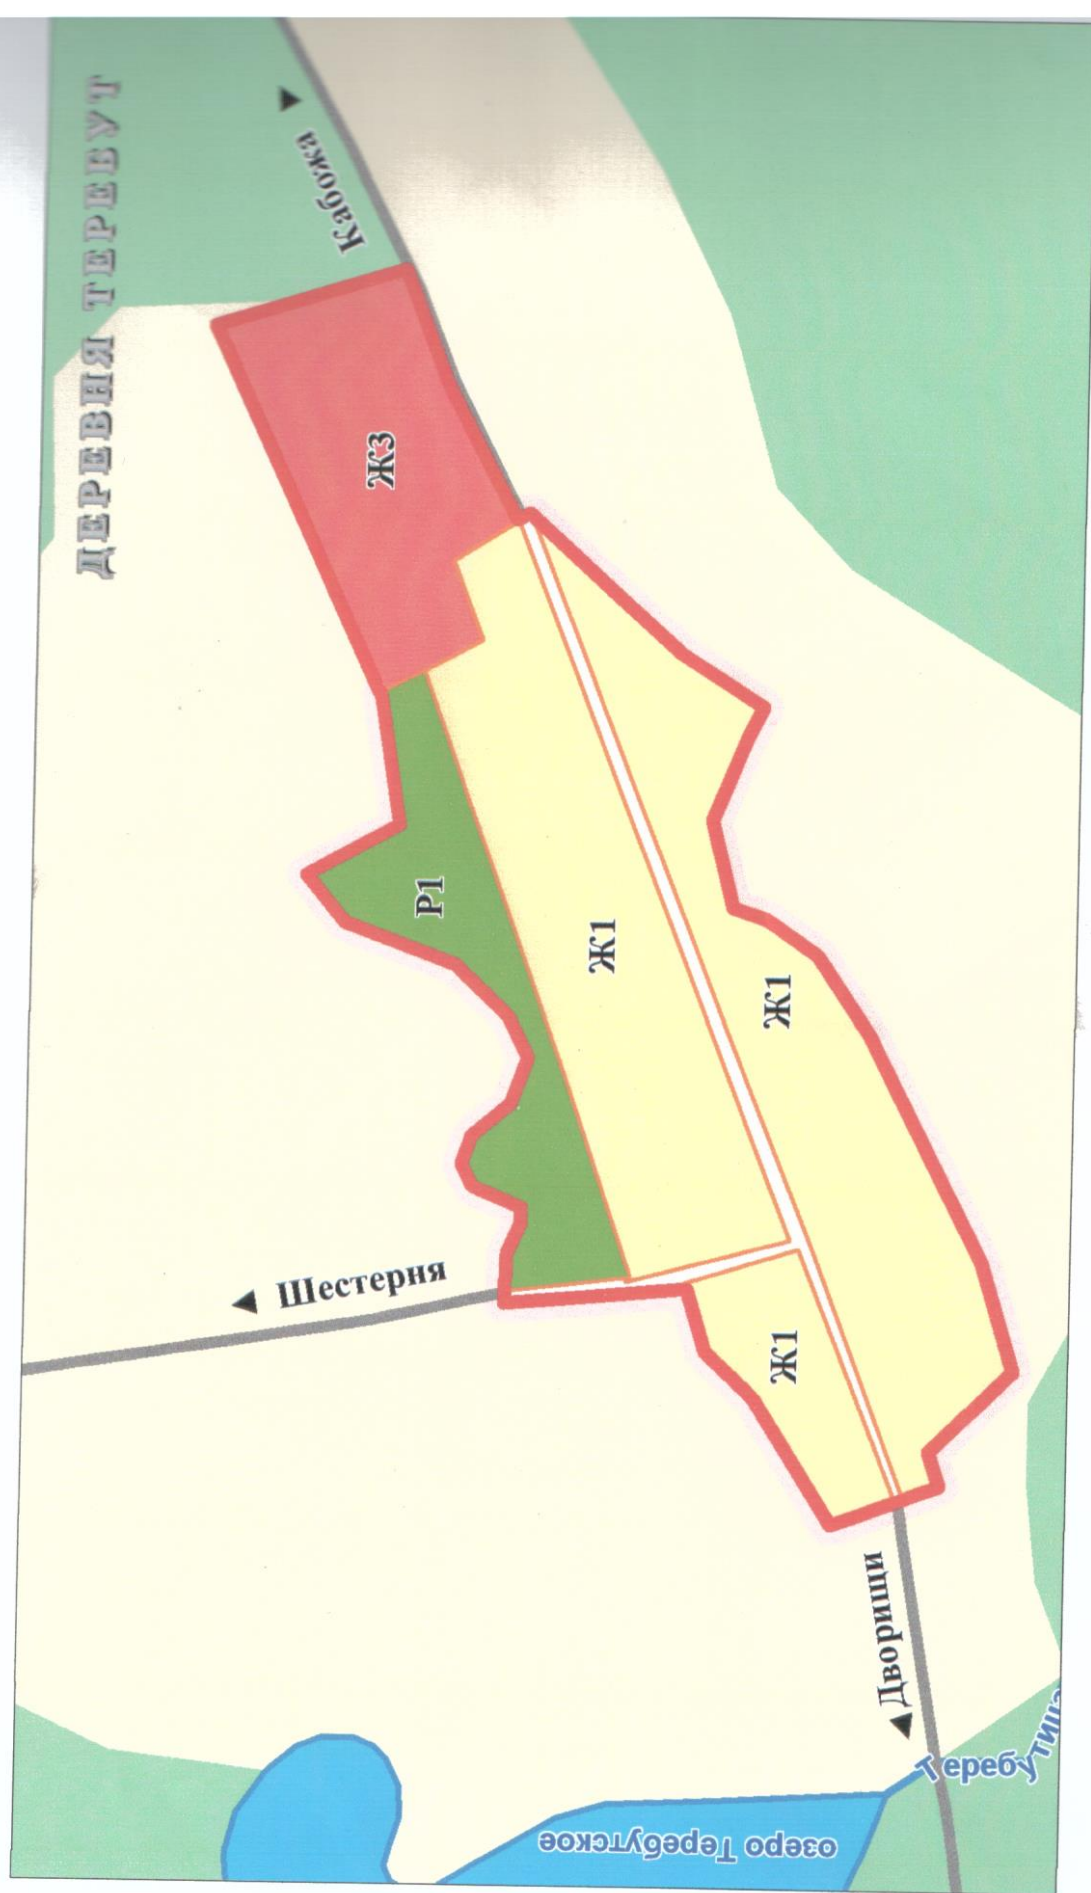 ДЕРЕВНЯ ТЕРЕБУТ
Кабожа
Ж3
Р1
Ж1
Ж1
Шестерня
Ж1
Дворищи
Теребутица
озеро Теребутское